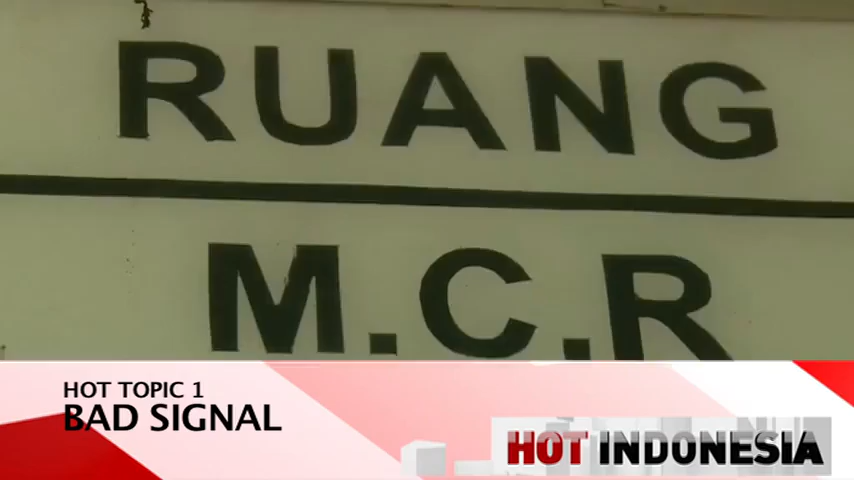 RUANG
M.C.R
HOT TOPIC 1
BAD SIGNAL
HOT INDONESIA